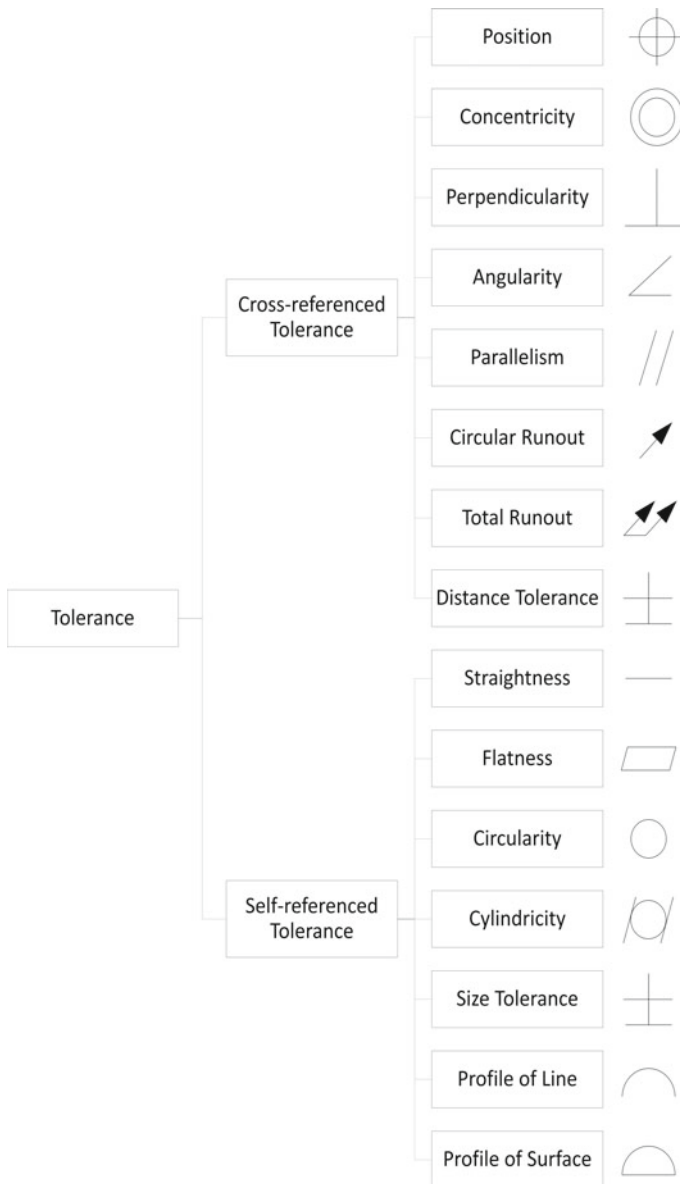 Position
Concentricity
Perpendicularity
Angularity
Cross-referenced
Tolerance
Parallelism
Circular Runout
Total Runout
Distance Tolerance
Tolerance
Straightness
Flatness
Circularity
Self-referenced
Tolerance
Cylindricity
Size Tolerance
Profile of Line
Profile of Surface